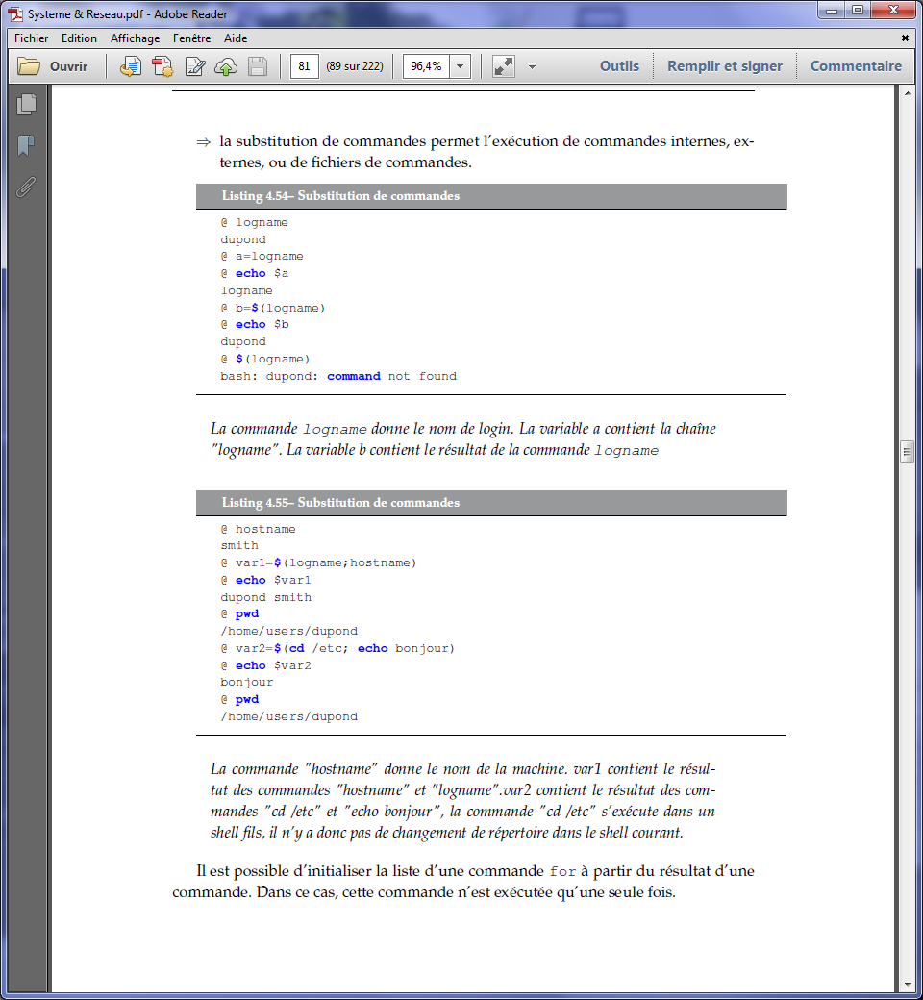 Systeme & Reseau.pdf - Adobe Reader
Fichier Edition Affichage Fenêtre Aide
Ouvrir 81 (89 sur 222) 96,4% Outils Remplir et signer Commentaire
⇒ la substitution de commandes permet l'exécution de commandes internes, ex-
ternes, ou de fichiers de commandes.
Listing 4.54– Substitution de commandes
@ logname
dupond
@ a=logname
@ echo $a
logname
@ b=$(logname)
@ echo $b
dupond
@ $(logname)
bash: dupond: command not found
La commande logname donne le nom de login. La variable a contient la chaîne
"logname". La variable b contient le résultat de la commande logname
Listing 4.55– Substitution de commandes
@ hostname
smith
@ var1=$(logname;hostname)
@ echo $var1
dupond smith
@ pwd
/home/users/dupond
@ var2=$(cd /etc; echo bonjour)
@ echo $var2
bonjour
@ pwd
/home/users/dupond
La commande "hostname" donne le nom de la machine. var1 contient le résul-
tat des commandes "hostname" et "logname".var2 contient le résultat des com-
mandes "cd /etc" et "echo bonjour", la commande "cd /etc" s'exécute dans un
shell fils, il n'y a donc pas de changement de répertoire dans le shell courant.
Il est possible d'initialiser la liste d'une commande for à partir du résultat d'une
commande. Dans ce cas, cette commande n'est exécutée qu'une seule fois.